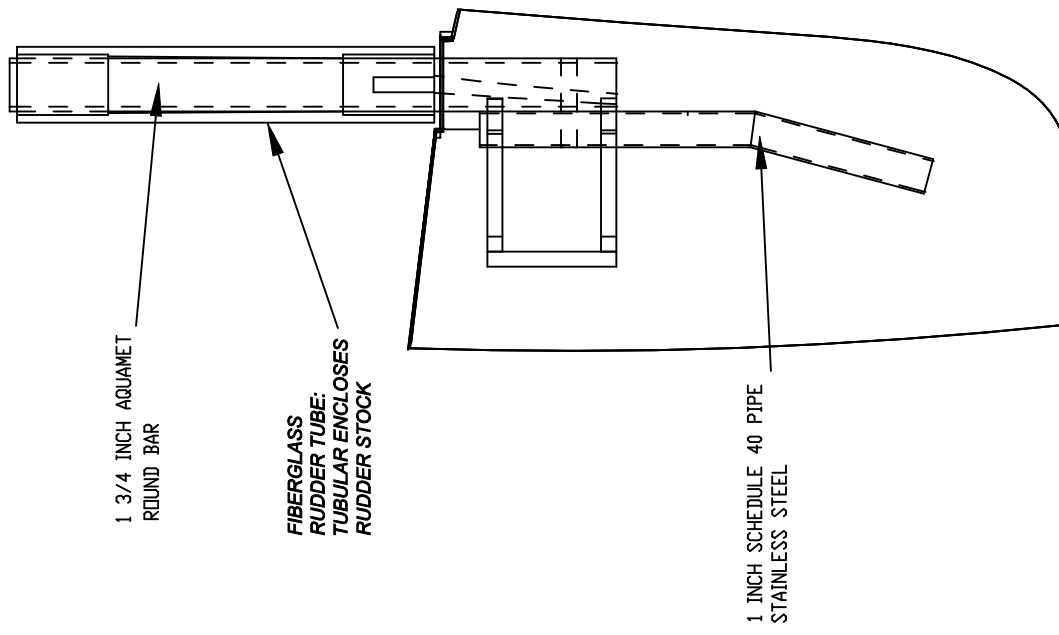 1 3/4 INCH AQUAMET
ROUND BAR
FIBERGLASS
RUDDER TUBE:
TUBULAR ENCLOSES
RUDDER STOCK
1 INCH SCHEDULE 40 PIPE
STAINLESS STEEL